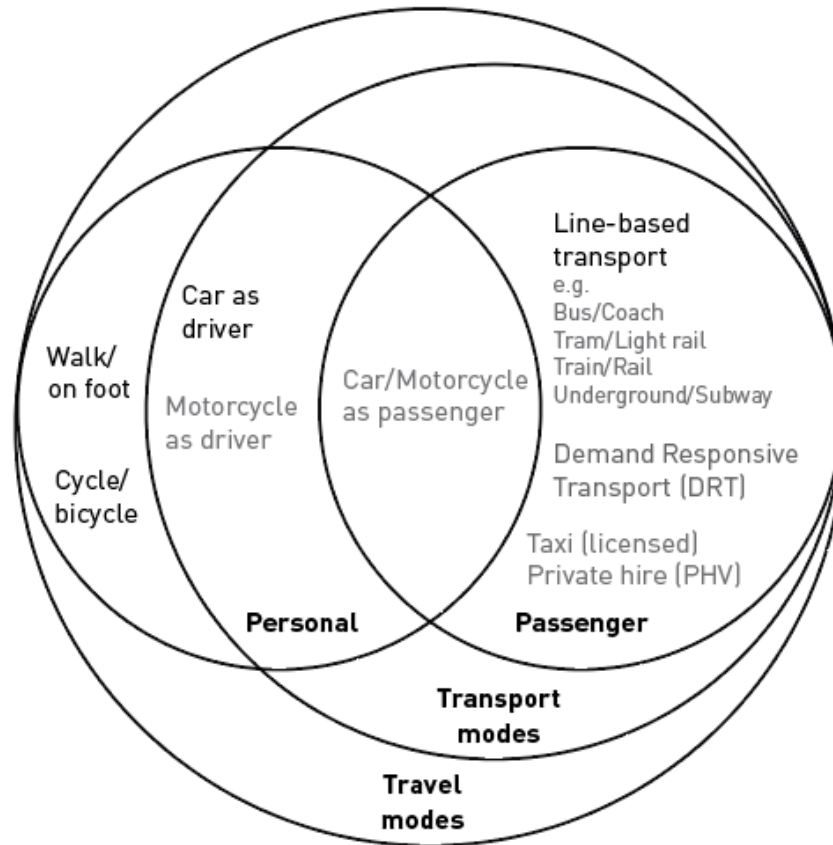 Line-based
transport
e.g.
Bus/Coach
Tram/Light rail
Train/Rail
Underground/Subway
Car as
driver
Walk/
on foot
Car/Motorcycle
as passenger
Motorcycle
as driver
Demand Responsive
Transport (DRT)
Cycle/
bicycle
Taxi (licensed)
Private hire (PHV)
Personal
Passenger
Transport
modes
Travel
modes